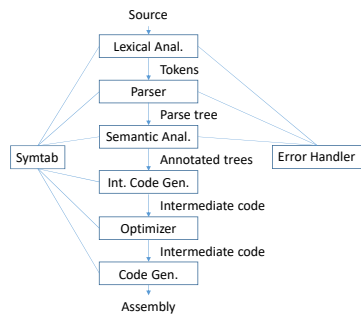 Source
Lexical Anal.
Tokens
Parser
Parse tree
Semantic Anal.
Symtab
Error Handler
Annotated trees
Int. Code Gen.
Intermediate code
Optimizer
Intermediate code
Code Gen.
Assembly